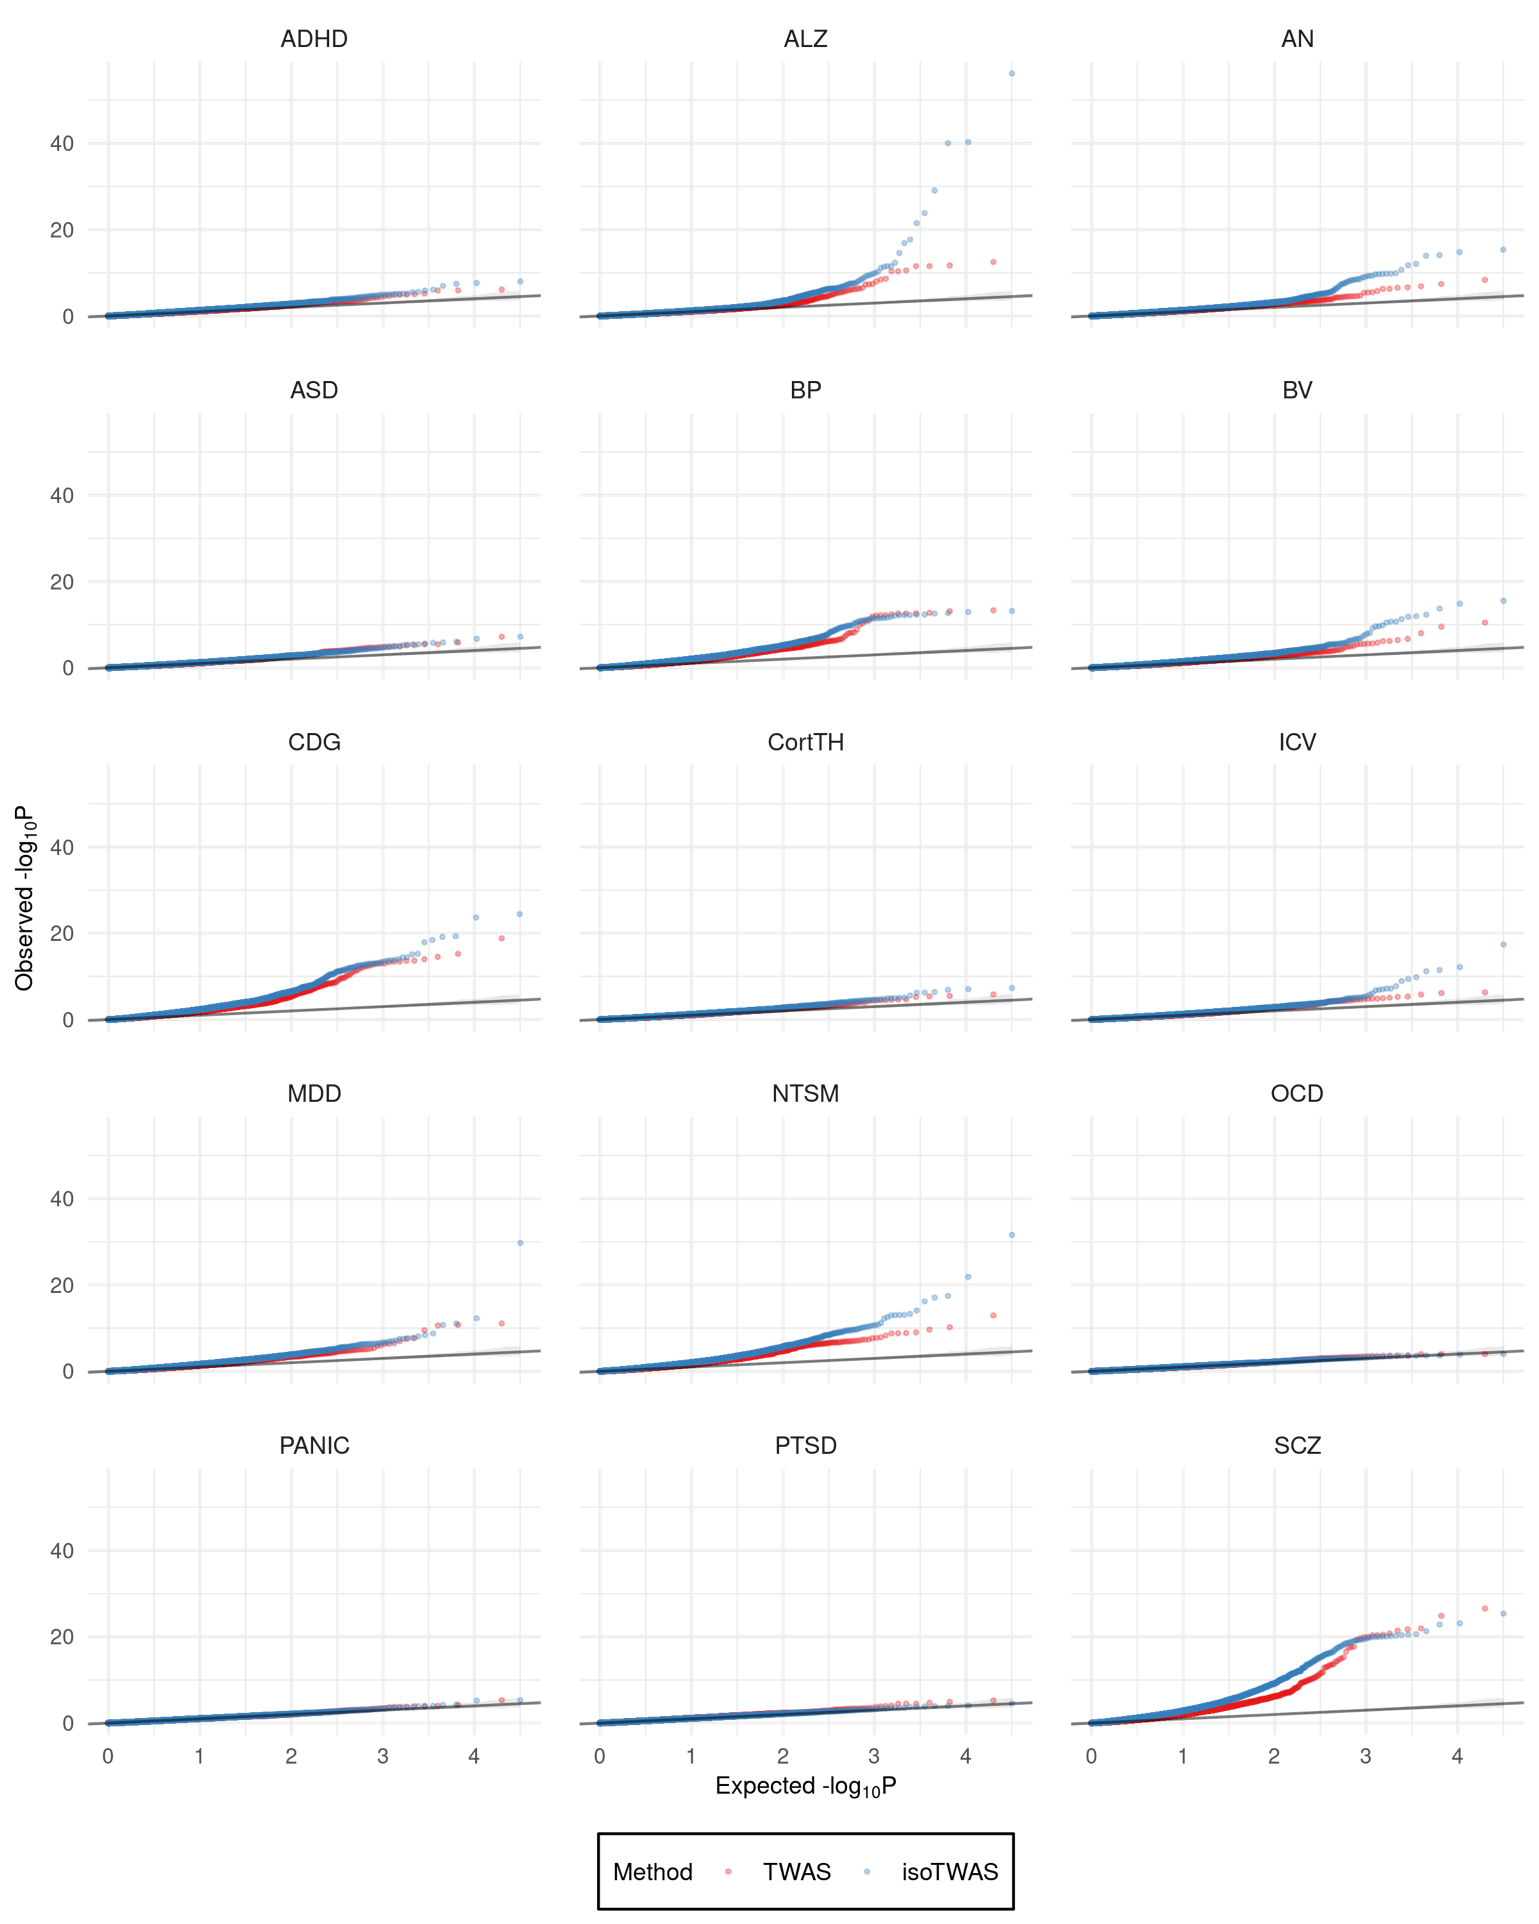 ADHD ALZ AN
40
20
0
ASD BP BV
40
20
0
CDG CortTH ICV
40
20
0
Observed -log10P
MDD NTSM OCD
40
20
0
PANIC PTSD SCZ
40
20
0
0 1 2 3 4 0 1 2 3 4 0 1 2 3 4
Expected -log10P
Method TWAS isoTWAS